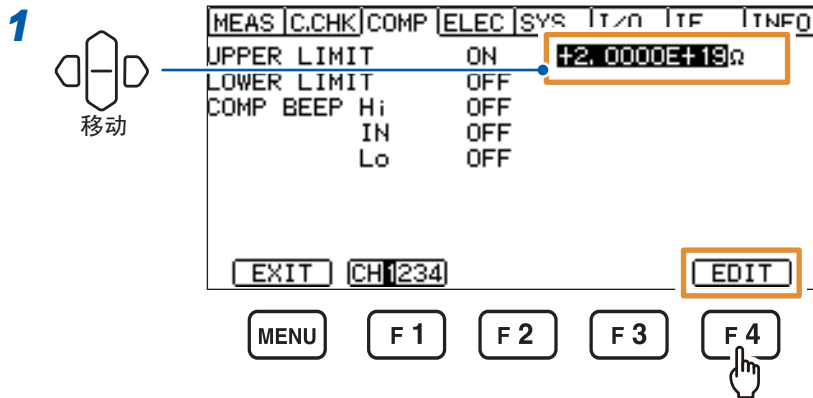 1
MEAS C.CHK COMP ELEC SYS I/O IF INFO
UPPER LIMIT ON +2.0000E+19Ω
LOWER LIMIT OFF
COMP BEEP Hi OFF
IN OFF
Lo OFF
移动
EXIT CH1234 EDIT
MENU F1 F2 F3 F4